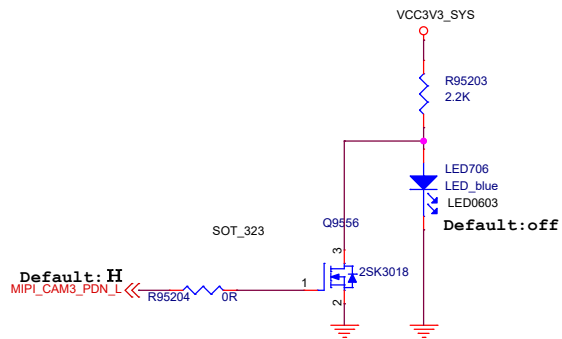 VCC3V3_SYS
R95203
2.2K
LED706
LED_blue
LED0603
Default:off
Q9556
SOT_323
3
2SK3018
1
2
Default:H
MIPI_CAM3_PDN_L
R95204
0R